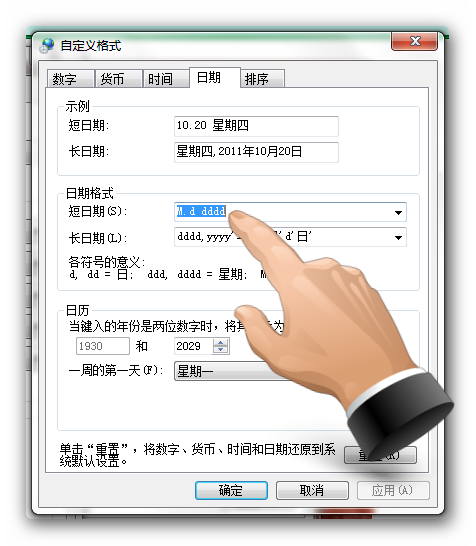 自定义格式
数字 货币 时间 日期 排序
示例
短日期: 10.20 星期四
长日期: 星期四,2011年10月20日
日期格式
短日期(S): M.d dddd
长日期(L): dddd,yyyy' 'd'日'
各符号的意义:
d, dd = 日; ddd, dddd = 星期; M
日历
当键入的年份是两位数字时,将其 为
1930 和 2029
一周的第一天(F): 星期一
单击“重置”,将数字、货币、时间和日期还原到系
统默认设置。
确定 取消 应用(A)